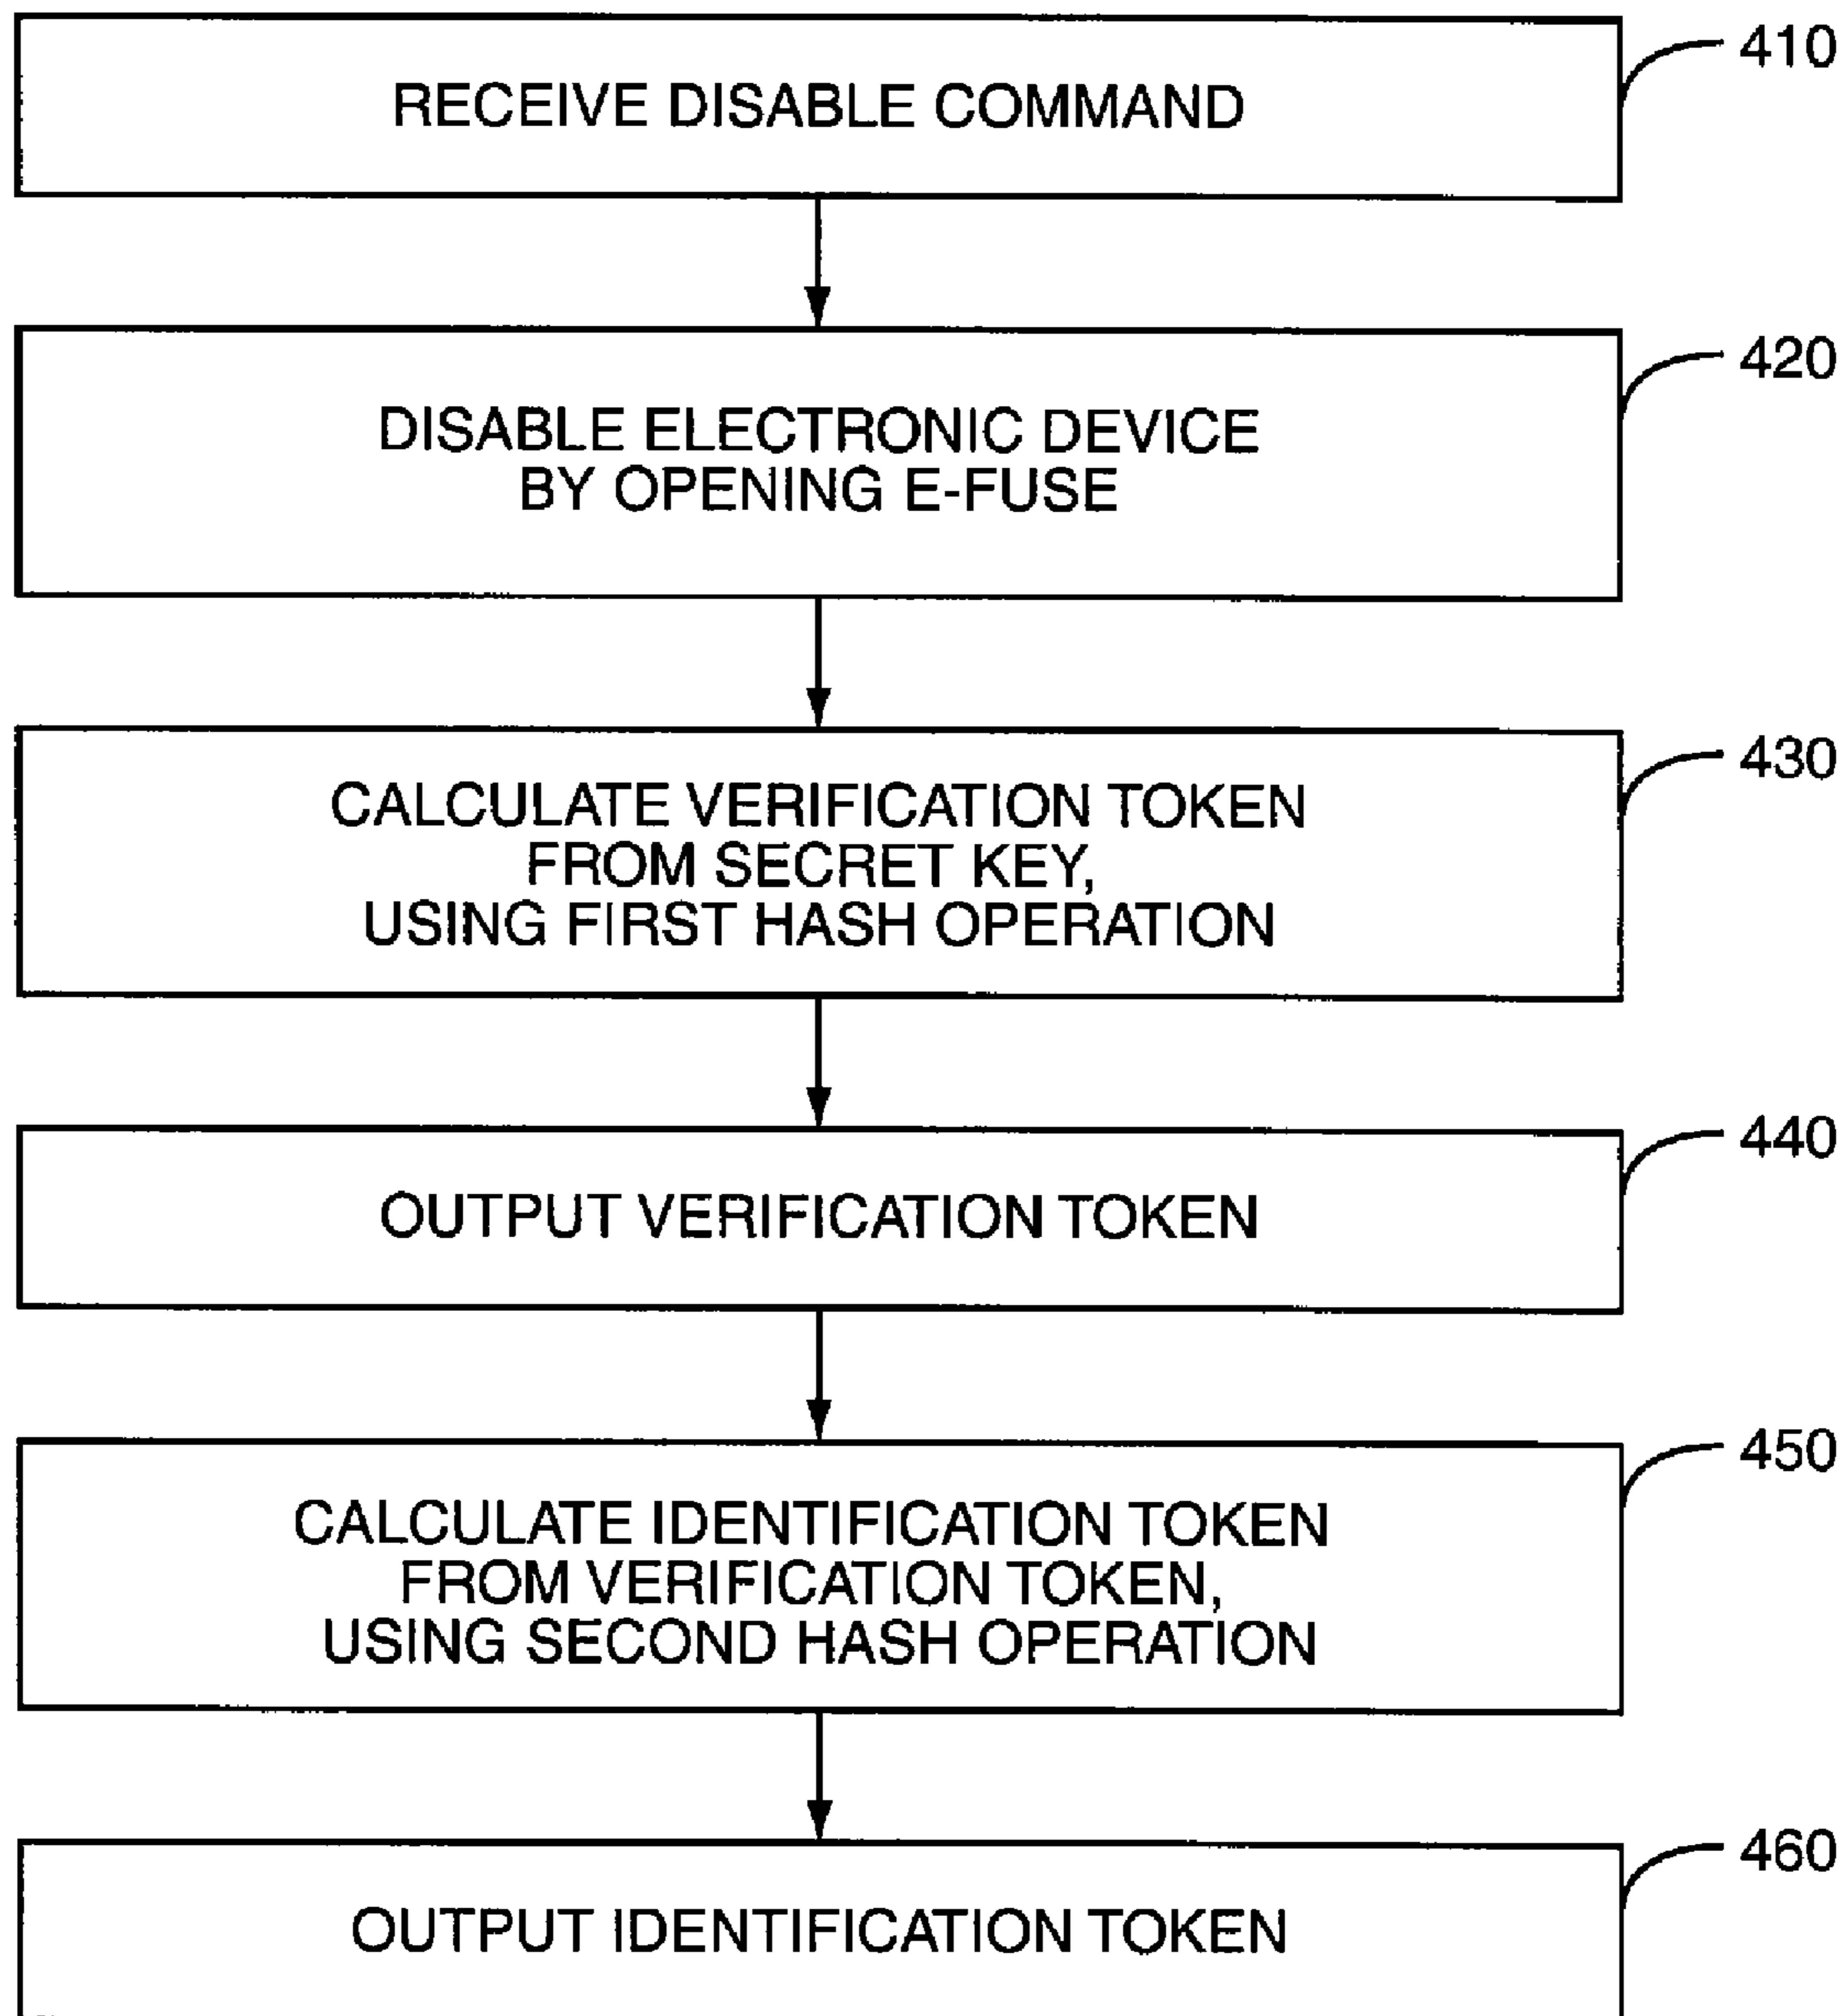 RECEIVE DISABLE COMMAND
410
DISABLE ELECTRONIC DEVICE
BY OPENING E-FUSE
420
CALCULATE VERIFICATION TOKEN
FROM SECRET KEY,
USING FIRST HASH OPERATION
430
OUTPUT VERIFICATION TOKEN
440
CALCULATE IDENTIFICATION TOKEN
FROM VERIFICATION TOKEN,
USING SECOND HASH OPERATION
450
OUTPUT IDENTIFICATION TOKEN
460